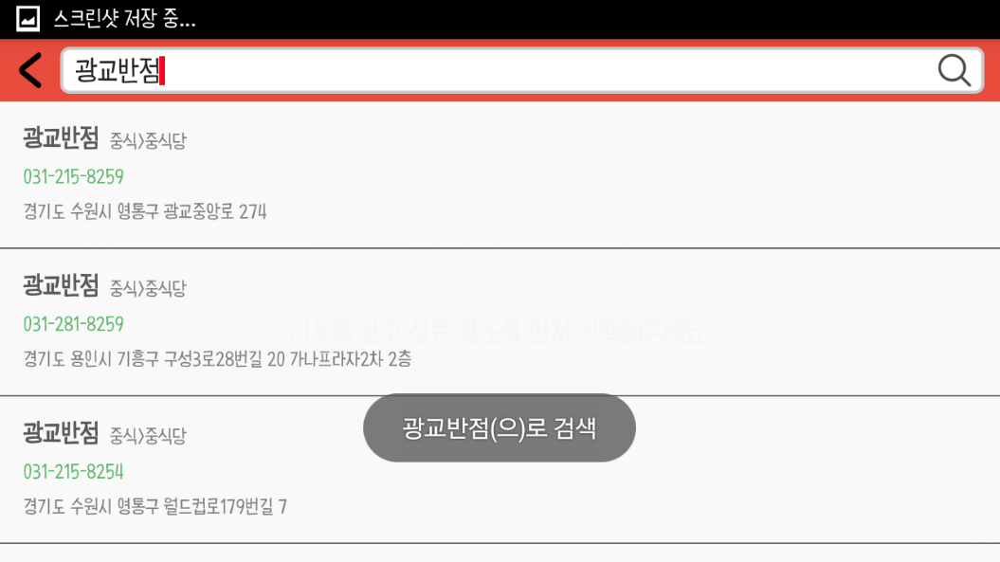 스크린샷 저장 중...
광교반점
광교반점 중식>중식당
031-215-8259
경기도 수원시 영통구 광교중앙로 274
광교반점 중식>중식당
031-281-8259
리뷰를 보고 싶은 장소를 먼저 선택해주세요.
경기도 용인시 기흥구 구성3로28번길 20 가나프라자2차 2층
광교반점 중식>중식당
광교반점(으)로 검색
031-215-8254
경기도 수원시 영통구 월드컵로179번길 7